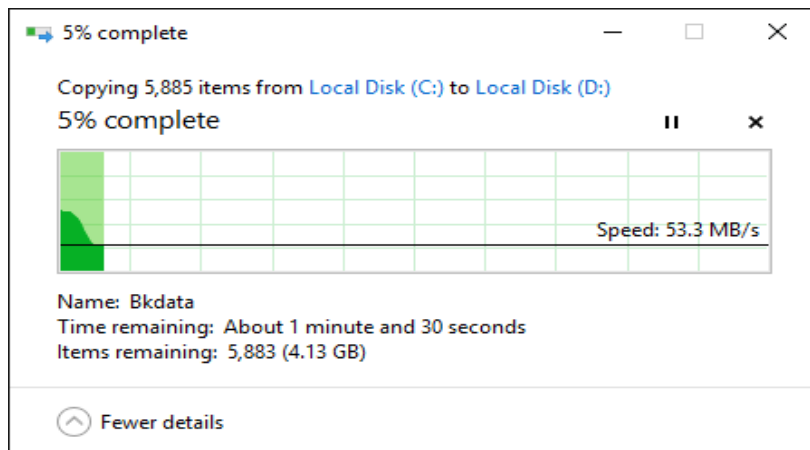 5% complete
Copying 5,885 items from Local Disk (C:) to Local Disk (D:)
5% complete
Speed: 53.3 MB/s
Name: Bkdata
Time remaining: About 1 minute and 30 seconds
Items remaining: 5,883 (4.13 GB)
Fewer details